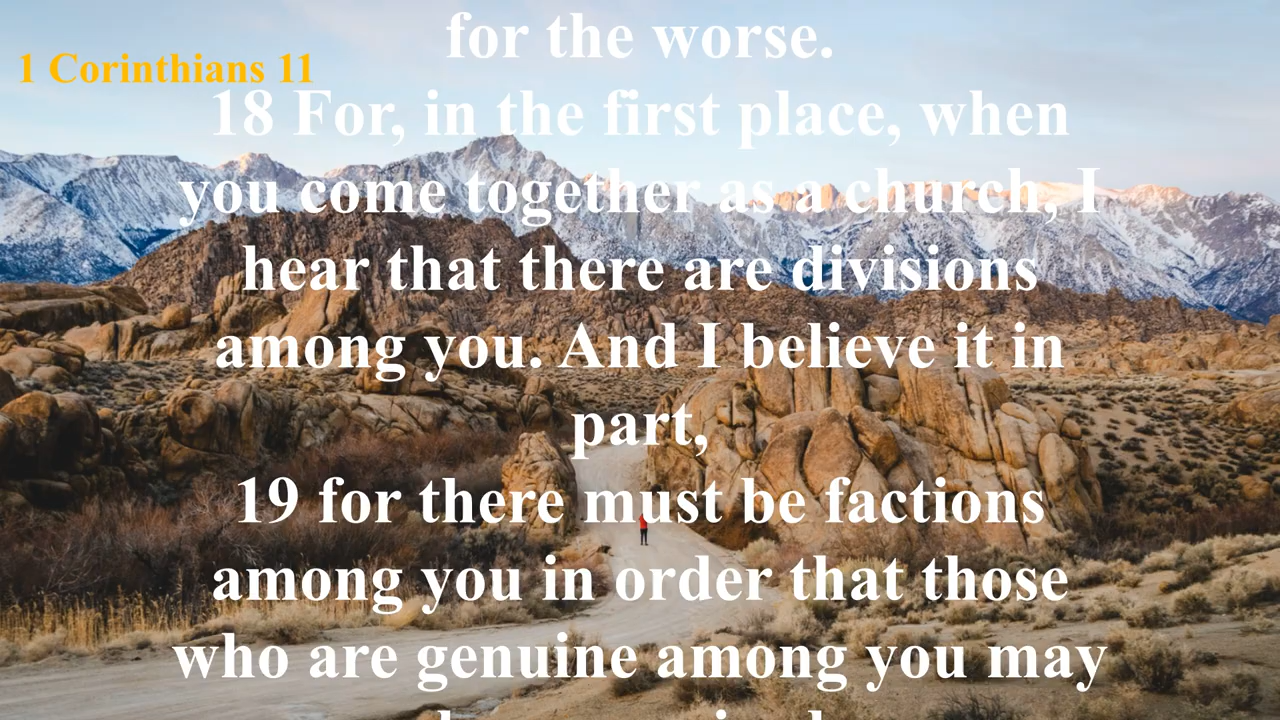 for the worse.
1 Corinthians 11
18 For, in the first place, when
you come together as a church, I
hear that there are divisions
among you. And I believe it in
part,
19 for there must be factions
among you in order that those
who are genuine among you may